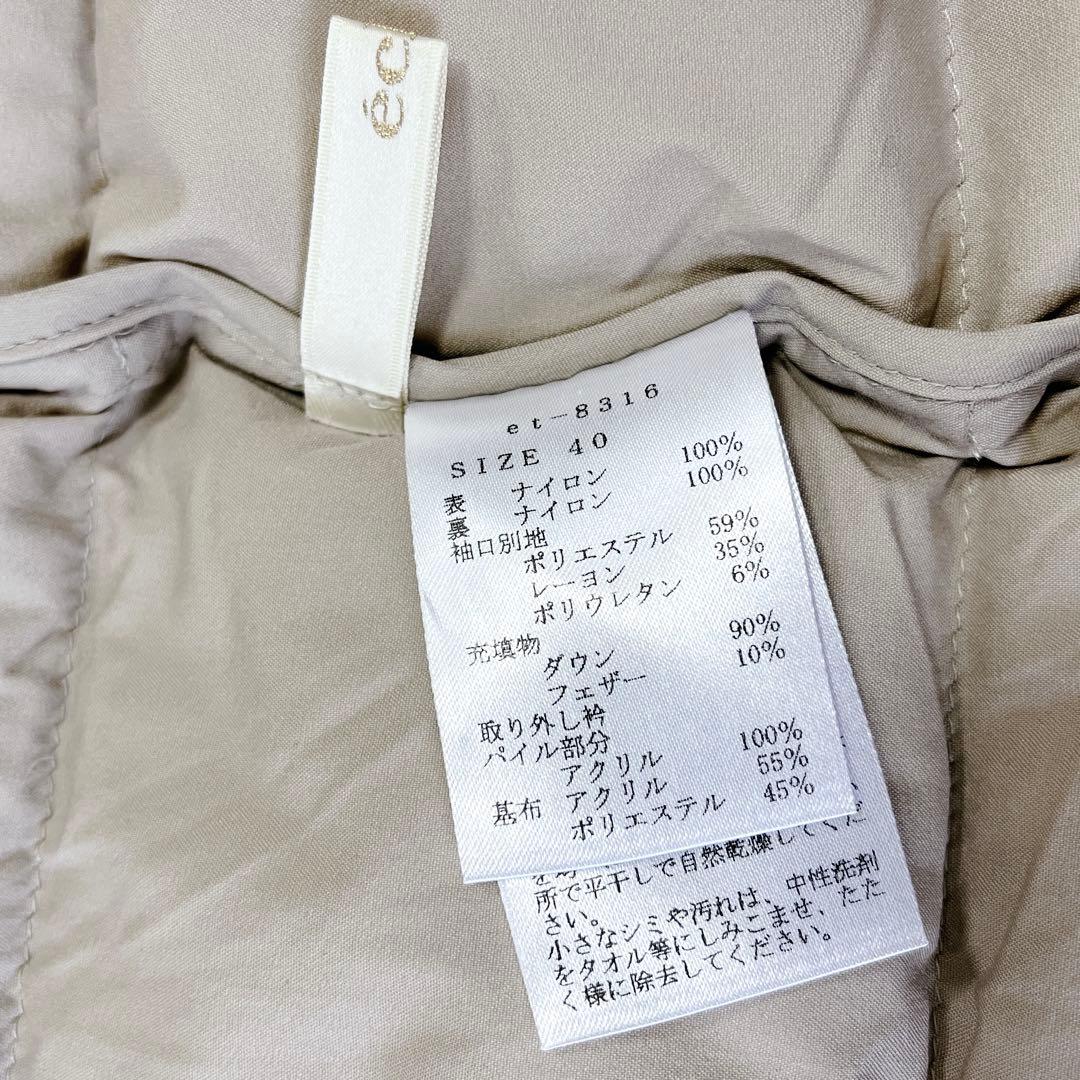 éc
et-8316
SIZE 40
表 ナイロン 100%
裏 ナイロン 100%
袖口別地
ポリエステル 59%
レーヨン 35%
ポリウレタン 6%
充填物
ダウン 90%
フェザー 10%
取り外し衿
パイル部分
アクリル 100%
基布 アクリル 55%
ポリエステル 45%
所で平干しで自然乾燥してくだ
さい。
小さなシミや汚れは、中性洗剤
をタオル等にしみこませ、たた
く様に除去してください。